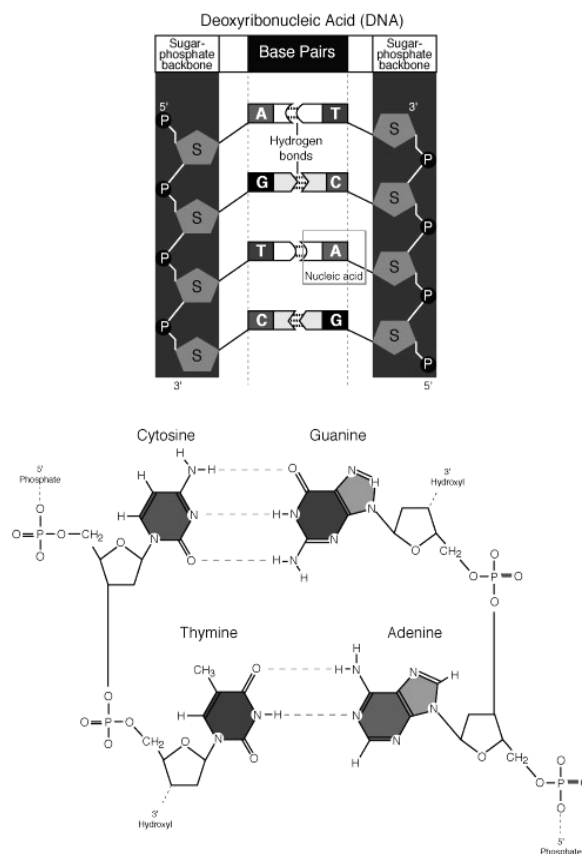 Deoxyribonucleic Acid (DNA)
Sugar-
phosphate
backbone
Base Pairs
Sugar-
phosphate
backbone
5'
3'
P
A
T
S
S
Hydrogen
bonds
P
P
G
C
S
S
P
P
T
A
Nucleic acid
S
S
P
P
C
G
S
S
P
3'
5'
Cytosine
Guanine
5'
Phosphate
H
N
H
O
N
H
3'
Hydroxyl
O
H
O
P
O
O
CH2
H
N
H
N
N
N
O
N
O
N
H
H
O
CH2
O
P
O
O
O
Thymine
Adenine
CH3
O
H
H
N
N
H
O
O
P
O
O
CH2
H
N
H
N
N
N
O
N
O
H
O
CH2
O
3'
Hydroxyl
O
P
O
O
5'
Phosphate